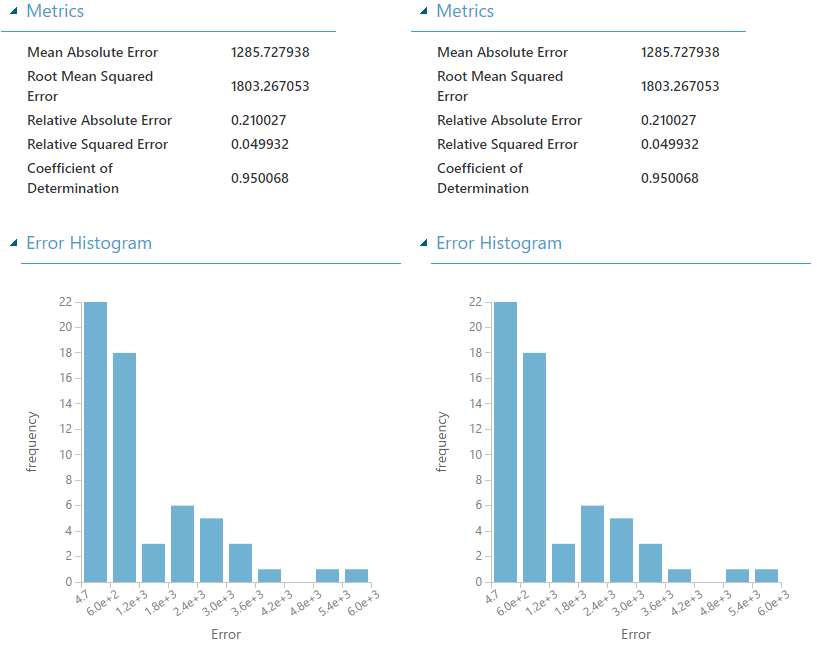 Metrics
Mean Absolute Error 1285.727938
Root Mean Squared
Error 1803.267053
Relative Absolute Error 0.210027
Relative Squared Error 0.049932
Coefficient of
Determination 0.950068
Error Histogram
22
20
18
16
14
12
10
8
6
4
2
0
frequency
4.7 6.0e+2 1.2e+3 1.8e+3 2.4e+3 3.0e+3 3.6e+3 4.2e+3 4.8e+3 5.4e+3 6.0e+3
Error
Metrics
Mean Absolute Error 1285.727938
Root Mean Squared
Error 1803.267053
Relative Absolute Error 0.210027
Relative Squared Error 0.049932
Coefficient of
Determination 0.950068
Error Histogram
22
20
18
16
14
12
10
8
6
4
2
0
frequency
4.7 6.0e+2 1.2e+3 1.8e+3 2.4e+3 3.0e+3 3.6e+3 4.2e+3 4.8e+3 5.4e+3 6.0e+3
Error